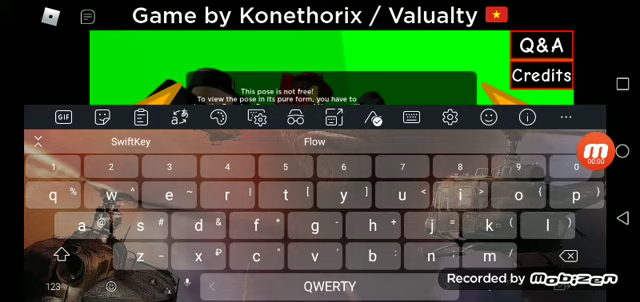 Game by Konethorix / Valualty
Q&A
Credits
This pose is not free!
To view the pose in its pure form, you have to
GIF
SwiftKey Flow
1 2 3 4 5 6 7 8 9 0
q % w ^ e ~ r | t [ y ] u < i > o { p )
a @ s # d & f * g - h + j = k ( l )
z - x ₽ c " v ' b : n ; m /
123 QWERTY
00:00
Recorded by mobizen